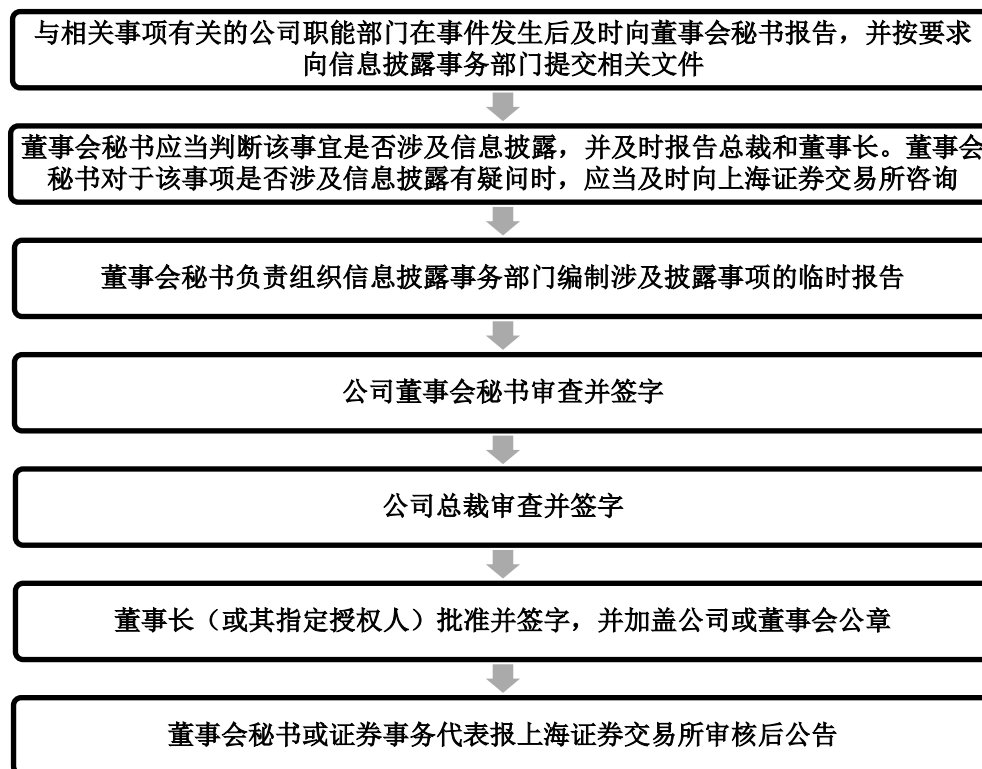 与相关事项有关的公司职能部门在事件发生后及时向董事会秘书报告，并按要求
向信息披露事务部门提交相关文件
董事会秘书应当判断该事宜是否涉及信息披露，并及时报告总裁和董事长。董事会
秘书对于该事项是否涉及信息披露有疑问时，应当及时向上海证券交易所咨询
董事会秘书负责组织信息披露事务部门编制涉及披露事项的临时报告
公司董事会秘书审查并签字
公司总裁审查并签字
董事长（或其指定授权人）批准并签字，并加盖公司或董事会公章
董事会秘书或证券事务代表报上海证券交易所审核后公告